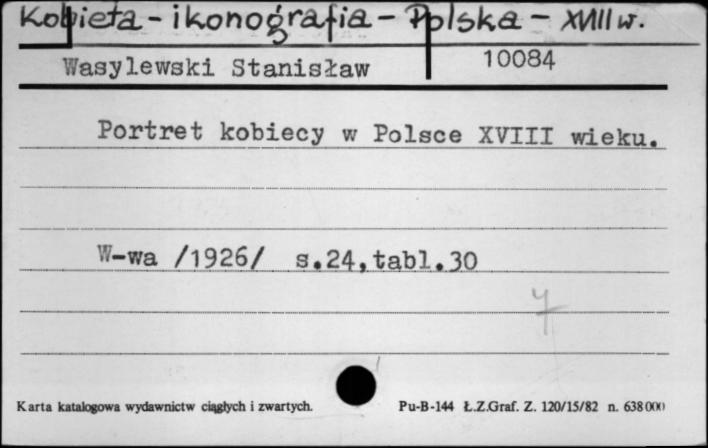 Kobieta - ikonografia - Polska - XVIII w.
Wasylewski Stanisław 10084
Portret kobiecy w Polsce XVIII wieku.
W-wa /1926/ s.24,tabl.30
Karta katalogowa wydawnictw ciągłych i zwartych. Pu-B-144 Ł.Z.Graf. Z. 120/15/82 n. 638000